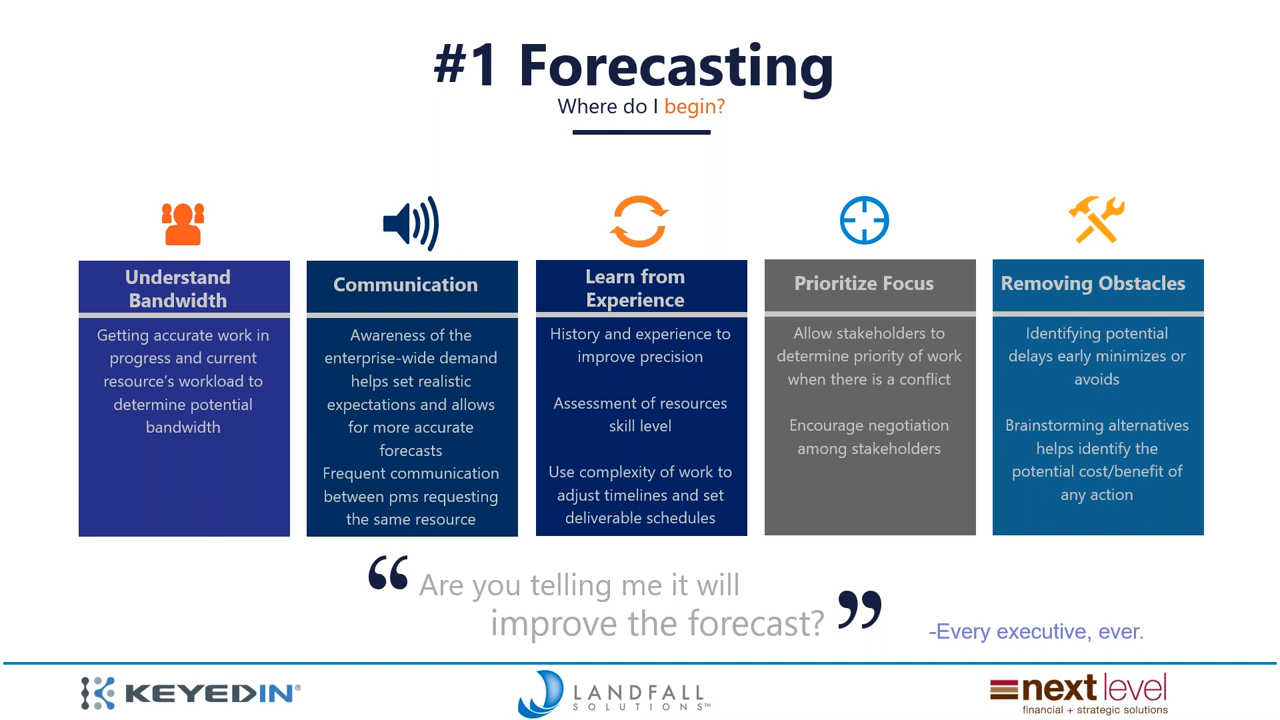 #1 Forecasting
Where do I begin?
Understand
Bandwidth
Getting accurate work in
progress and current
resource's workload to
determine potential
bandwidth
Communication
Awareness of the
enterprise-wide demand
helps set realistic
expectations and allows
for more accurate
forecasts
Frequent communication
between pms requesting
the same resource
Learn from
Experience
History and experience to
improve precision
Assessment of resources
skill level
Use complexity of work to
adjust timelines and set
deliverable schedules
Prioritize Focus
Allow stakeholders to
determine priority of work
when there is a conflict
Encourage negotiation
among stakeholders
Removing Obstacles
Identifying potential
delays early minimizes or
avoids
Brainstorming alternatives
helps identify the
potential cost/benefit of
any action
“Are you telling me it will
improve the forecast?”
-Every executive, ever.
KEYEDIN®
LANDFALL
SOLUTIONS™
next level
financial + strategic solutions